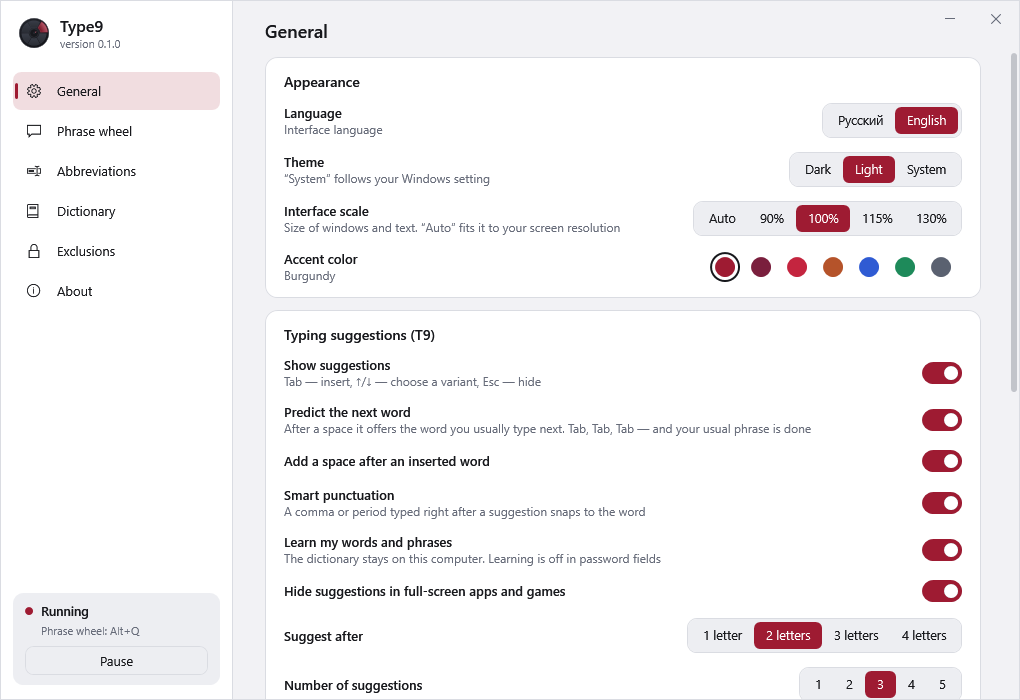 Type9
version 0.1.0
General
Phrase wheel
Abbreviations
Dictionary
Exclusions
About
Running
Phrase wheel: Alt+Q
Pause
General
Appearance
Language
Interface language
Русский English
Theme
“System” follows your Windows setting
Dark Light System
Interface scale
Size of windows and text. “Auto” fits it to your screen resolution
Auto 90% 100% 115% 130%
Accent color
Burgundy
Typing suggestions (T9)
Show suggestions
Tab — insert, ↑/↓ — choose a variant, Esc — hide
Predict the next word
After a space it offers the word you usually type next. Tab, Tab, Tab — and your usual phrase is done
Add a space after an inserted word
Smart punctuation
A comma or period typed right after a suggestion snaps to the word
Learn my words and phrases
The dictionary stays on this computer. Learning is off in password fields
Hide suggestions in full-screen apps and games
Suggest after
1 letter 2 letters 3 letters 4 letters
Number of suggestions
1 2 3 4 5